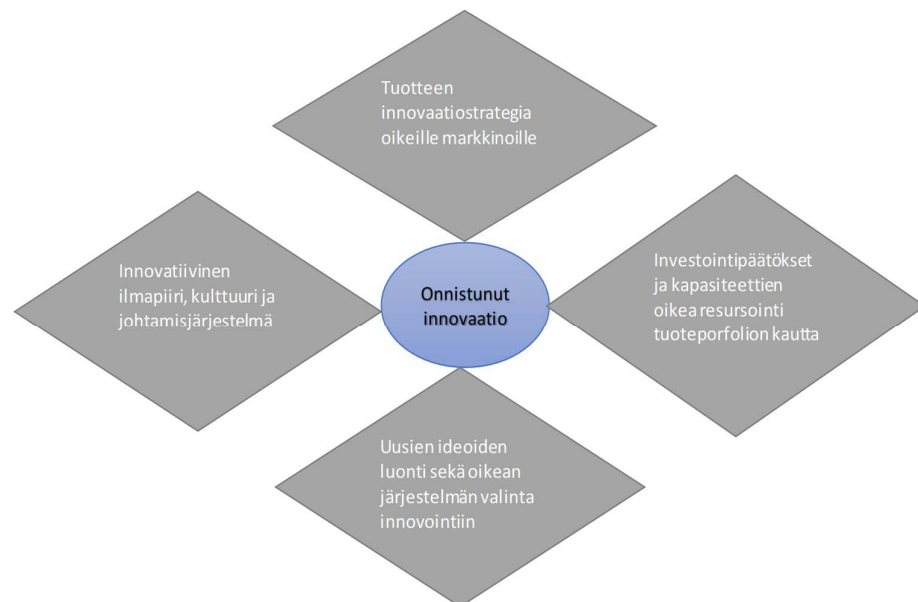 Tuotteen
innovaatiostrategia
oikeille markkinoille
Innovatiivinen
ilmapiiri, kulttuuri ja
johtamisjärjestelmä
Onnistunut
innovaatio
Investointipäätökset
ja kapasiteettien
oikea resursointi
tuoteporfolion kautta
Uusien ideoiden
luonti sekä oikean
järjestelmän valinta
innovointiin